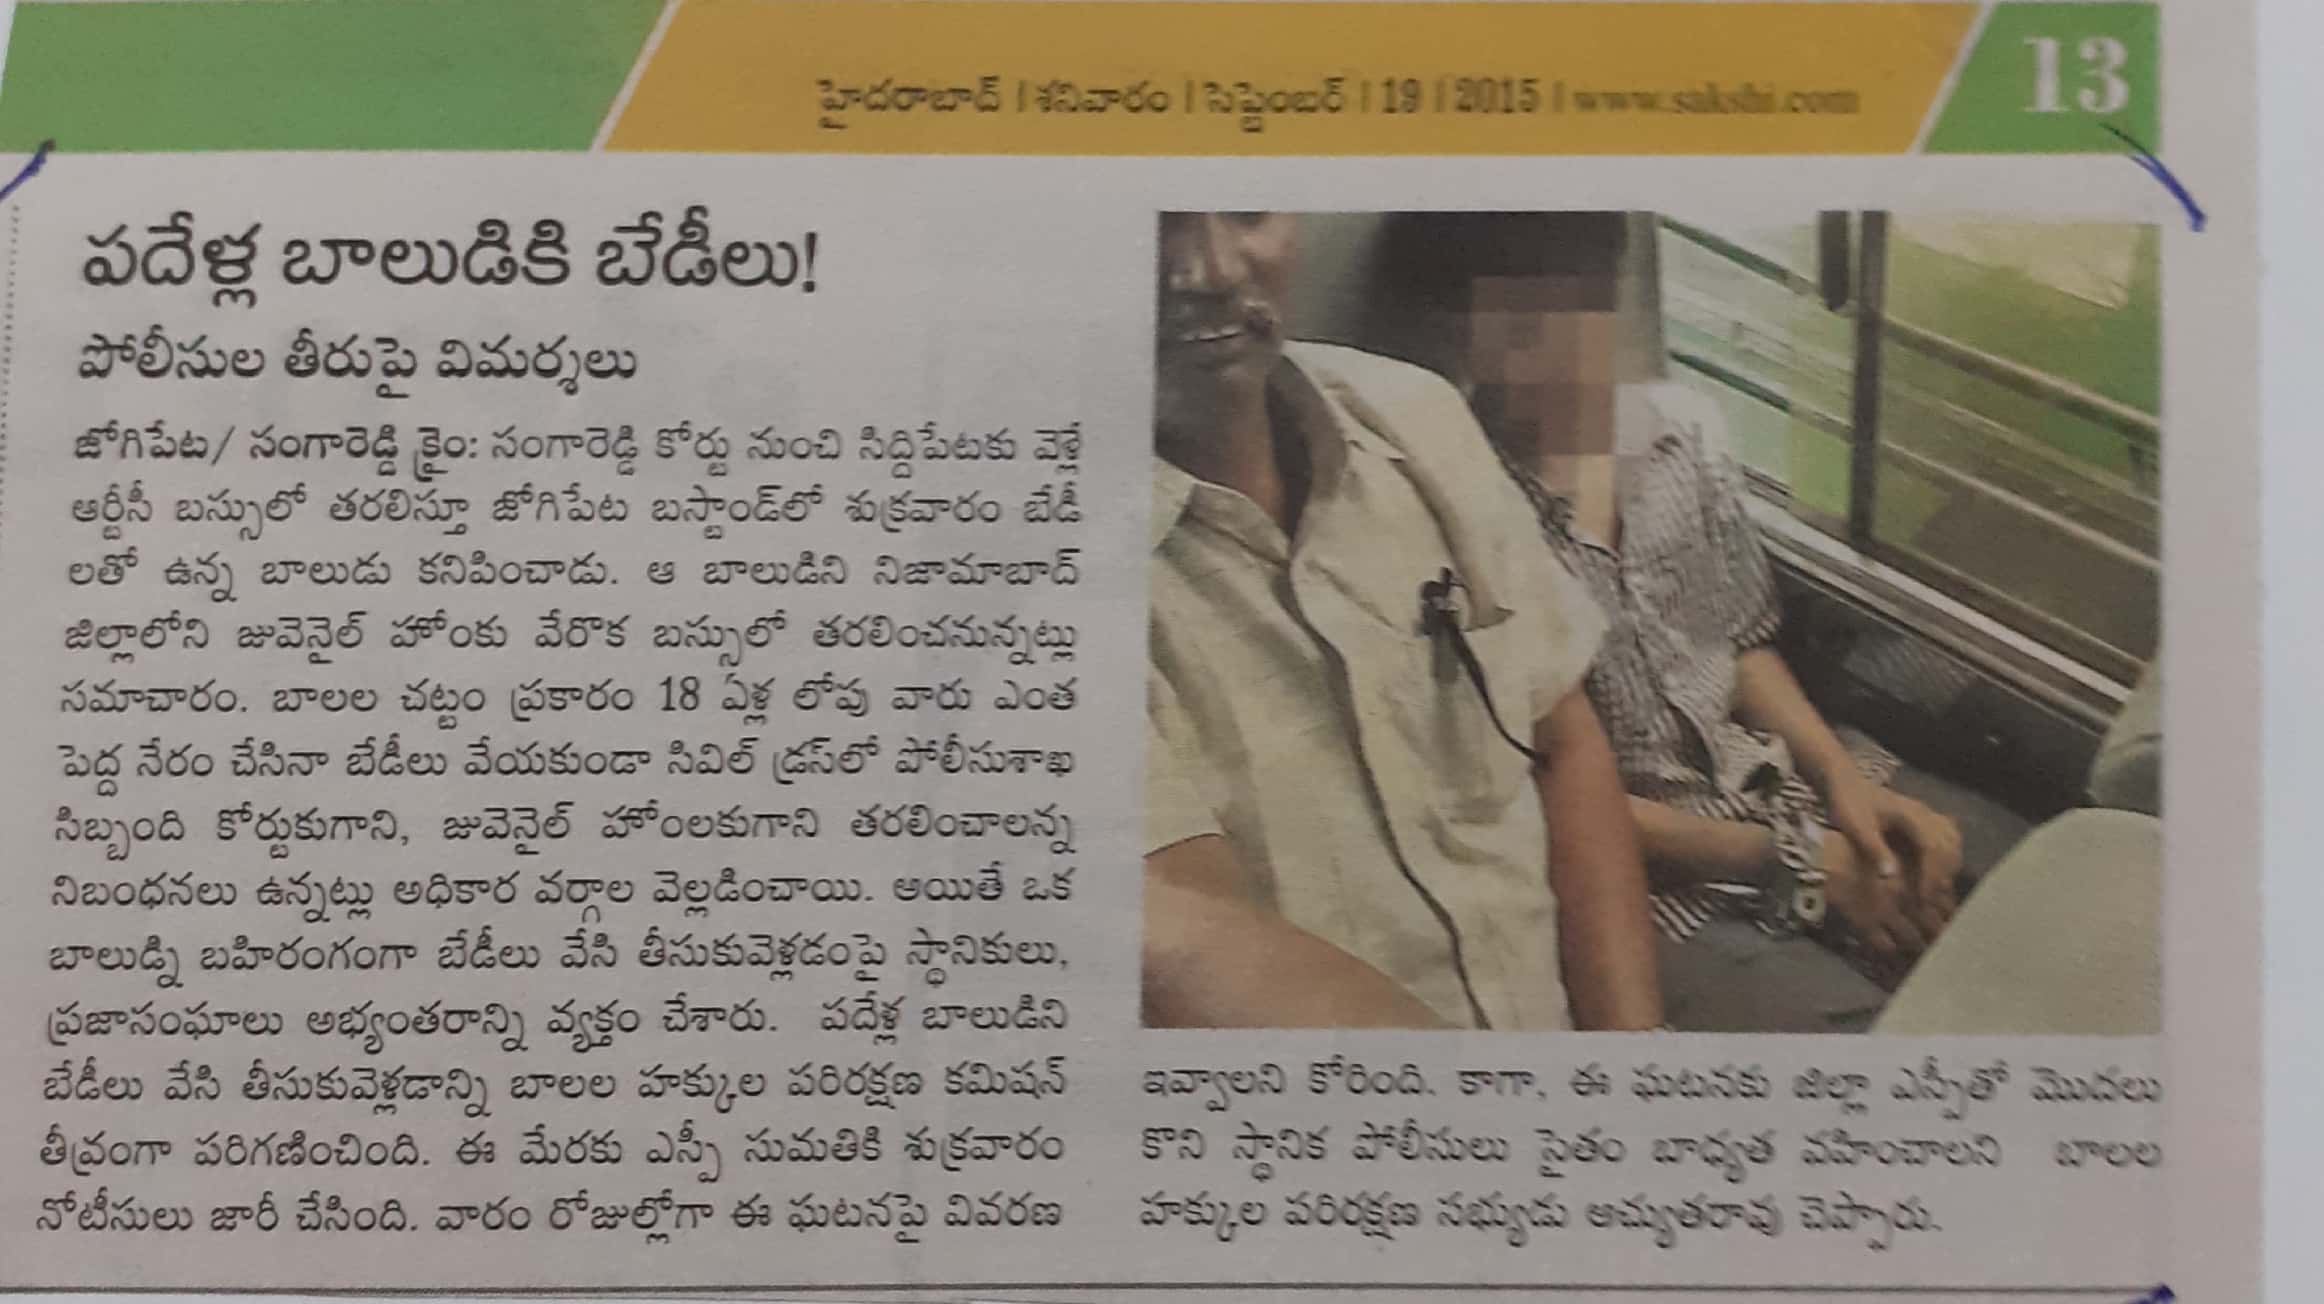 హైదరాబాద్ | శనివారం | సెప్టెంబర్ | 19 | 2015 | www.sakshi.com
13
పదేళ్ల బాలుడికి బేడీలు!
పోలీసుల తీరుపై విమర్శలు
జోగిపేట/ సంగారెడ్డి క్రైం: సంగారెడ్డి కోర్టు నుంచి సిద్దిపేటకు వెళ్లే
ఆర్టీసీ బస్సులో తరలిస్తూ జోగిపేట బస్టాండ్‌లో శుక్రవారం బేడీ
లతో ఉన్న బాలుడు కనిపించాడు. ఆ బాలుడిని నిజామాబాద్
జిల్లాలోని జువెనైల్ హోంకు వేరొక బస్సులో తరలించనున్నట్లు
సమాచారం. బాలల చట్టం ప్రకారం 18 ఏళ్ల లోపు వారు ఎంత
పెద్ద నేరం చేసినా బేడీలు వేయకుండా సివిల్ డ్రస్‌లో పోలీసుశాఖ
సిబ్బంది కోర్టుకుగాని, జువెనైల్ హోంలకుగాని తరలించాలన్న
నిబంధనలు ఉన్నట్లు అధికార వర్గాల వెల్లడించాయి. అయితే ఒక
బాలుడ్ని బహిరంగంగా బేడీలు వేసి తీసుకువెళ్లడంపై స్థానికులు,
ప్రజాసంఘాలు అభ్యంతరాన్ని వ్యక్తం చేశారు. పదేళ్ల బాలుడిని
బేడీలు వేసి తీసుకువెళ్లడాన్ని బాలల హక్కుల పరిరక్షణ కమిషన్
తీవ్రంగా పరిగణించింది. ఈ మేరకు ఎస్పీ సుమతికి శుక్రవారం
నోటీసులు జారీ చేసింది. వారం రోజుల్లోగా ఈ ఘటనపై వివరణ
ఇవ్వాలని కోరింది. కాగా, ఈ ఘటనకు జిల్లా ఎస్పీతో మొదలు
కొని స్థానిక పోలీసులు సైతం బాధ్యత వహించాలని బాలల
హక్కుల పరిరక్షణ సభ్యుడు అచ్యుతరావు చెప్పారు.